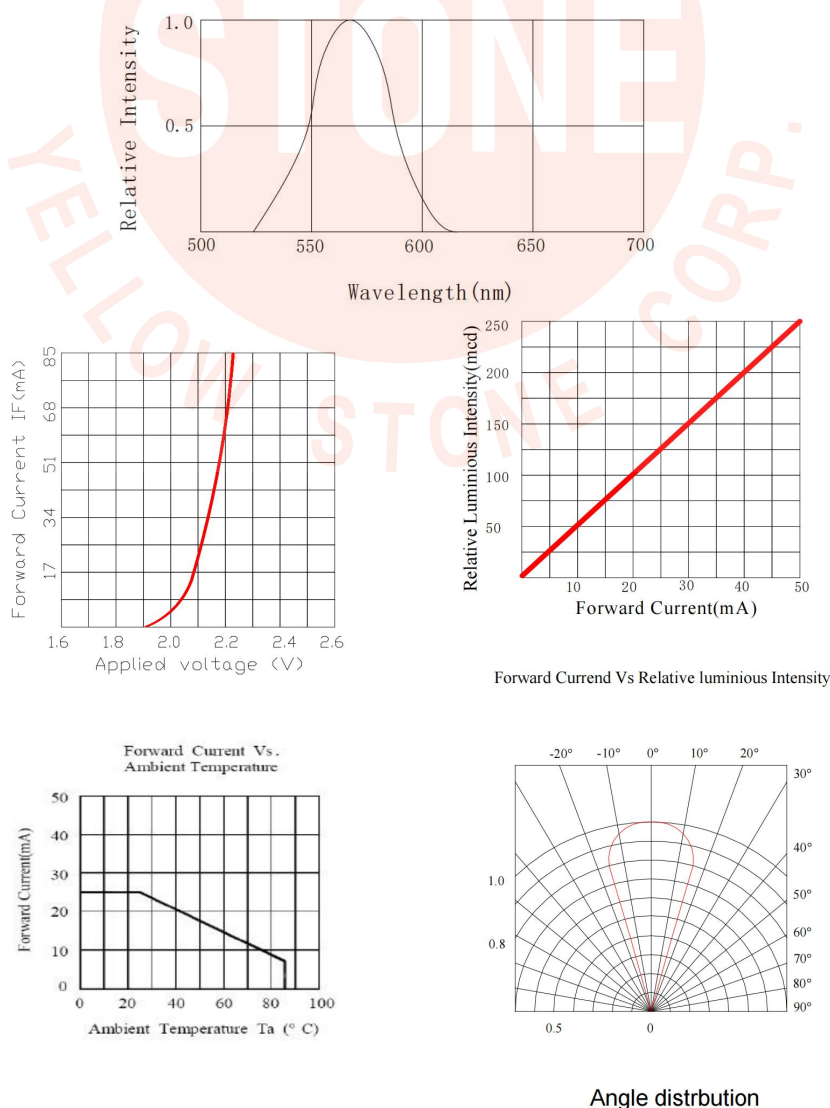 STONE
YELLOW STONE CORP.
Relative Intensity
1.0
0.5
500 550 600 650 700
Wavelength(nm)
Forward Current IF(mA)
85
68
51
34
17
1.6 1.8 2.0 2.2 2.4 2.6
Applied voltage (V)
Relative Luminious Intensity(mcd)
250
200
150
100
50
10 20 30 40 50
Forward Current(mA)
Forward Currend Vs Relative luminious Intensity
Forward Current Vs.
Ambient Temperature
Forward Current(mA)
50
40
30
20
10
0
0 20 40 60 80 100
Ambient Temperature Ta (° C)
-20° -10° 0° 10° 20°
30°
40°
50°
60°
70°
80°
90°
1.0
0.8
0.5 0
Angle distrbution